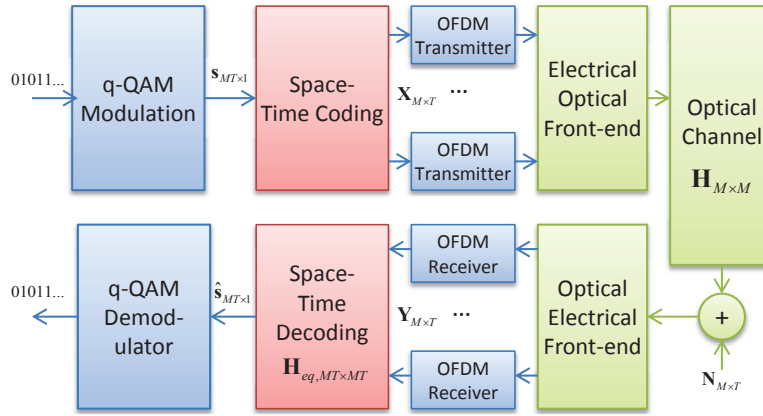 01011...
q-QAM
Modulation
s_{MT×1}
Space-
Time Coding
OFDM
Transmitter
X_{M×T} ...
OFDM
Transmitter
Electrical
Optical
Front-end
Optical
Channel
H_{M×M}
01011...
q-QAM
Demod-
ulator
ŝ_{MT×1}
Space-
Time
Decoding
H_{eq,MT×MT}
OFDM
Receiver
Y_{M×T} ...
OFDM
Receiver
Optical
Electrical
Front-end
+
N_{M×T}